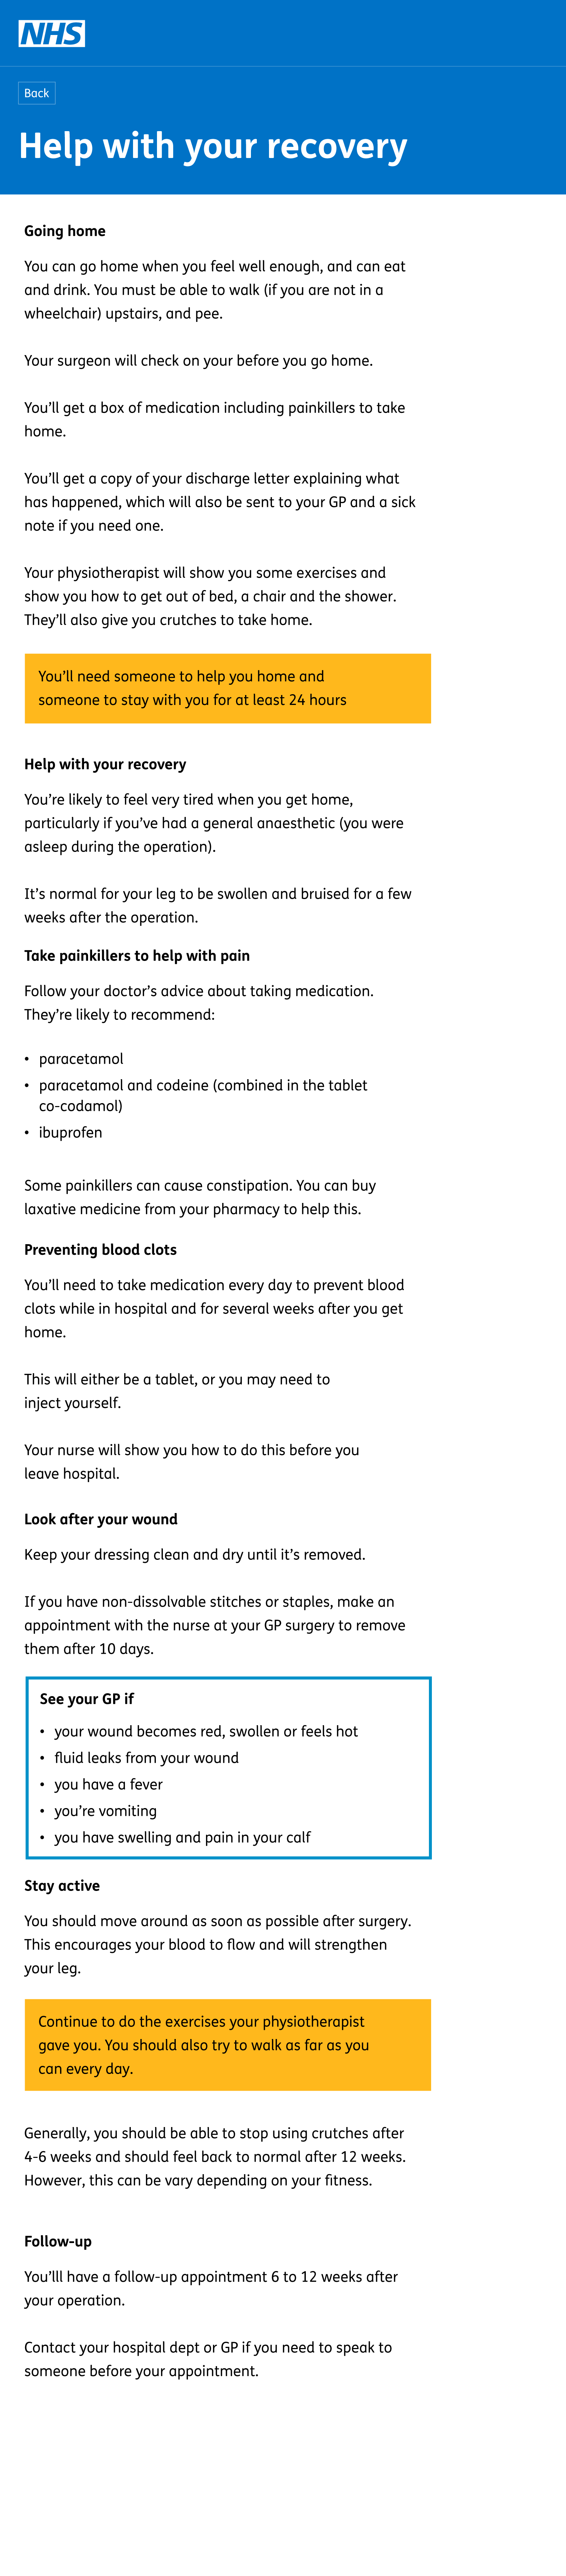 NHS
Back
Help with your recovery
Going home
You can go home when you feel well enough, and can eat
and drink. You must be able to walk (if you are not in a
wheelchair) upstairs, and pee.
Your surgeon will check on your before you go home.
You'll get a box of medication including painkillers to take
home.
You'll get a copy of your discharge letter explaining what
has happened, which will also be sent to your GP and a sick
note if you need one.
Your physiotherapist will show you some exercises and
show you how to get out of bed, a chair and the shower.
They'll also give you crutches to take home.
You'll need someone to help you home and
someone to stay with you for at least 24 hours
Help with your recovery
You're likely to feel very tired when you get home,
particularly if you've had a general anaesthetic (you were
asleep during the operation).
It's normal for your leg to be swollen and bruised for a few
weeks after the operation.
Take painkillers to help with pain
Follow your doctor's advice about taking medication.
They're likely to recommend:
• paracetamol
• paracetamol and codeine (combined in the tablet
co-codamol)
• ibuprofen
Some painkillers can cause constipation. You can buy
laxative medicine from your pharmacy to help this.
Preventing blood clots
You'll need to take medication every day to prevent blood
clots while in hospital and for several weeks after you get
home.
This will either be a tablet, or you may need to
inject yourself.
Your nurse will show you how to do this before you
leave hospital.
Look after your wound
Keep your dressing clean and dry until it's removed.
If you have non-dissolvable stitches or staples, make an
appointment with the nurse at your GP surgery to remove
them after 10 days.
See your GP if
• your wound becomes red, swollen or feels hot
• fluid leaks from your wound
• you have a fever
• you're vomiting
• you have swelling and pain in your calf
Stay active
You should move around as soon as possible after surgery.
This encourages your blood to flow and will strengthen
your leg.
Continue to do the exercises your physiotherapist
gave you. You should also try to walk as far as you
can every day.
Generally, you should be able to stop using crutches after
4-6 weeks and should feel back to normal after 12 weeks.
However, this can be vary depending on your fitness.
Follow-up
You'lll have a follow-up appointment 6 to 12 weeks after
your operation.
Contact your hospital dept or GP if you need to speak to
someone before your appointment.